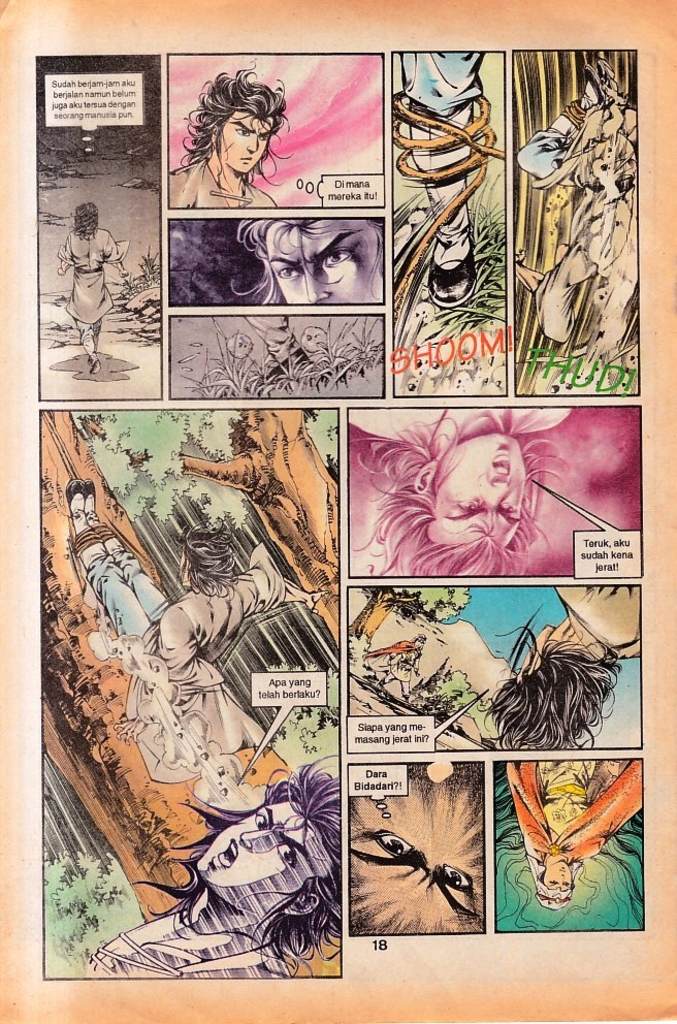 Sudah berjam-jam aku
berjalan namun belum
juga aku tersua dengan
seorang manusia pun.
Di mana
mereka itu!
SHOOM!
THUD!
Apa yang
telah berlaku?
Teruk, aku
sudah kena
jerat!
Siapa yang me-
masang jerat ini?
Dara
Bidadari?!
18